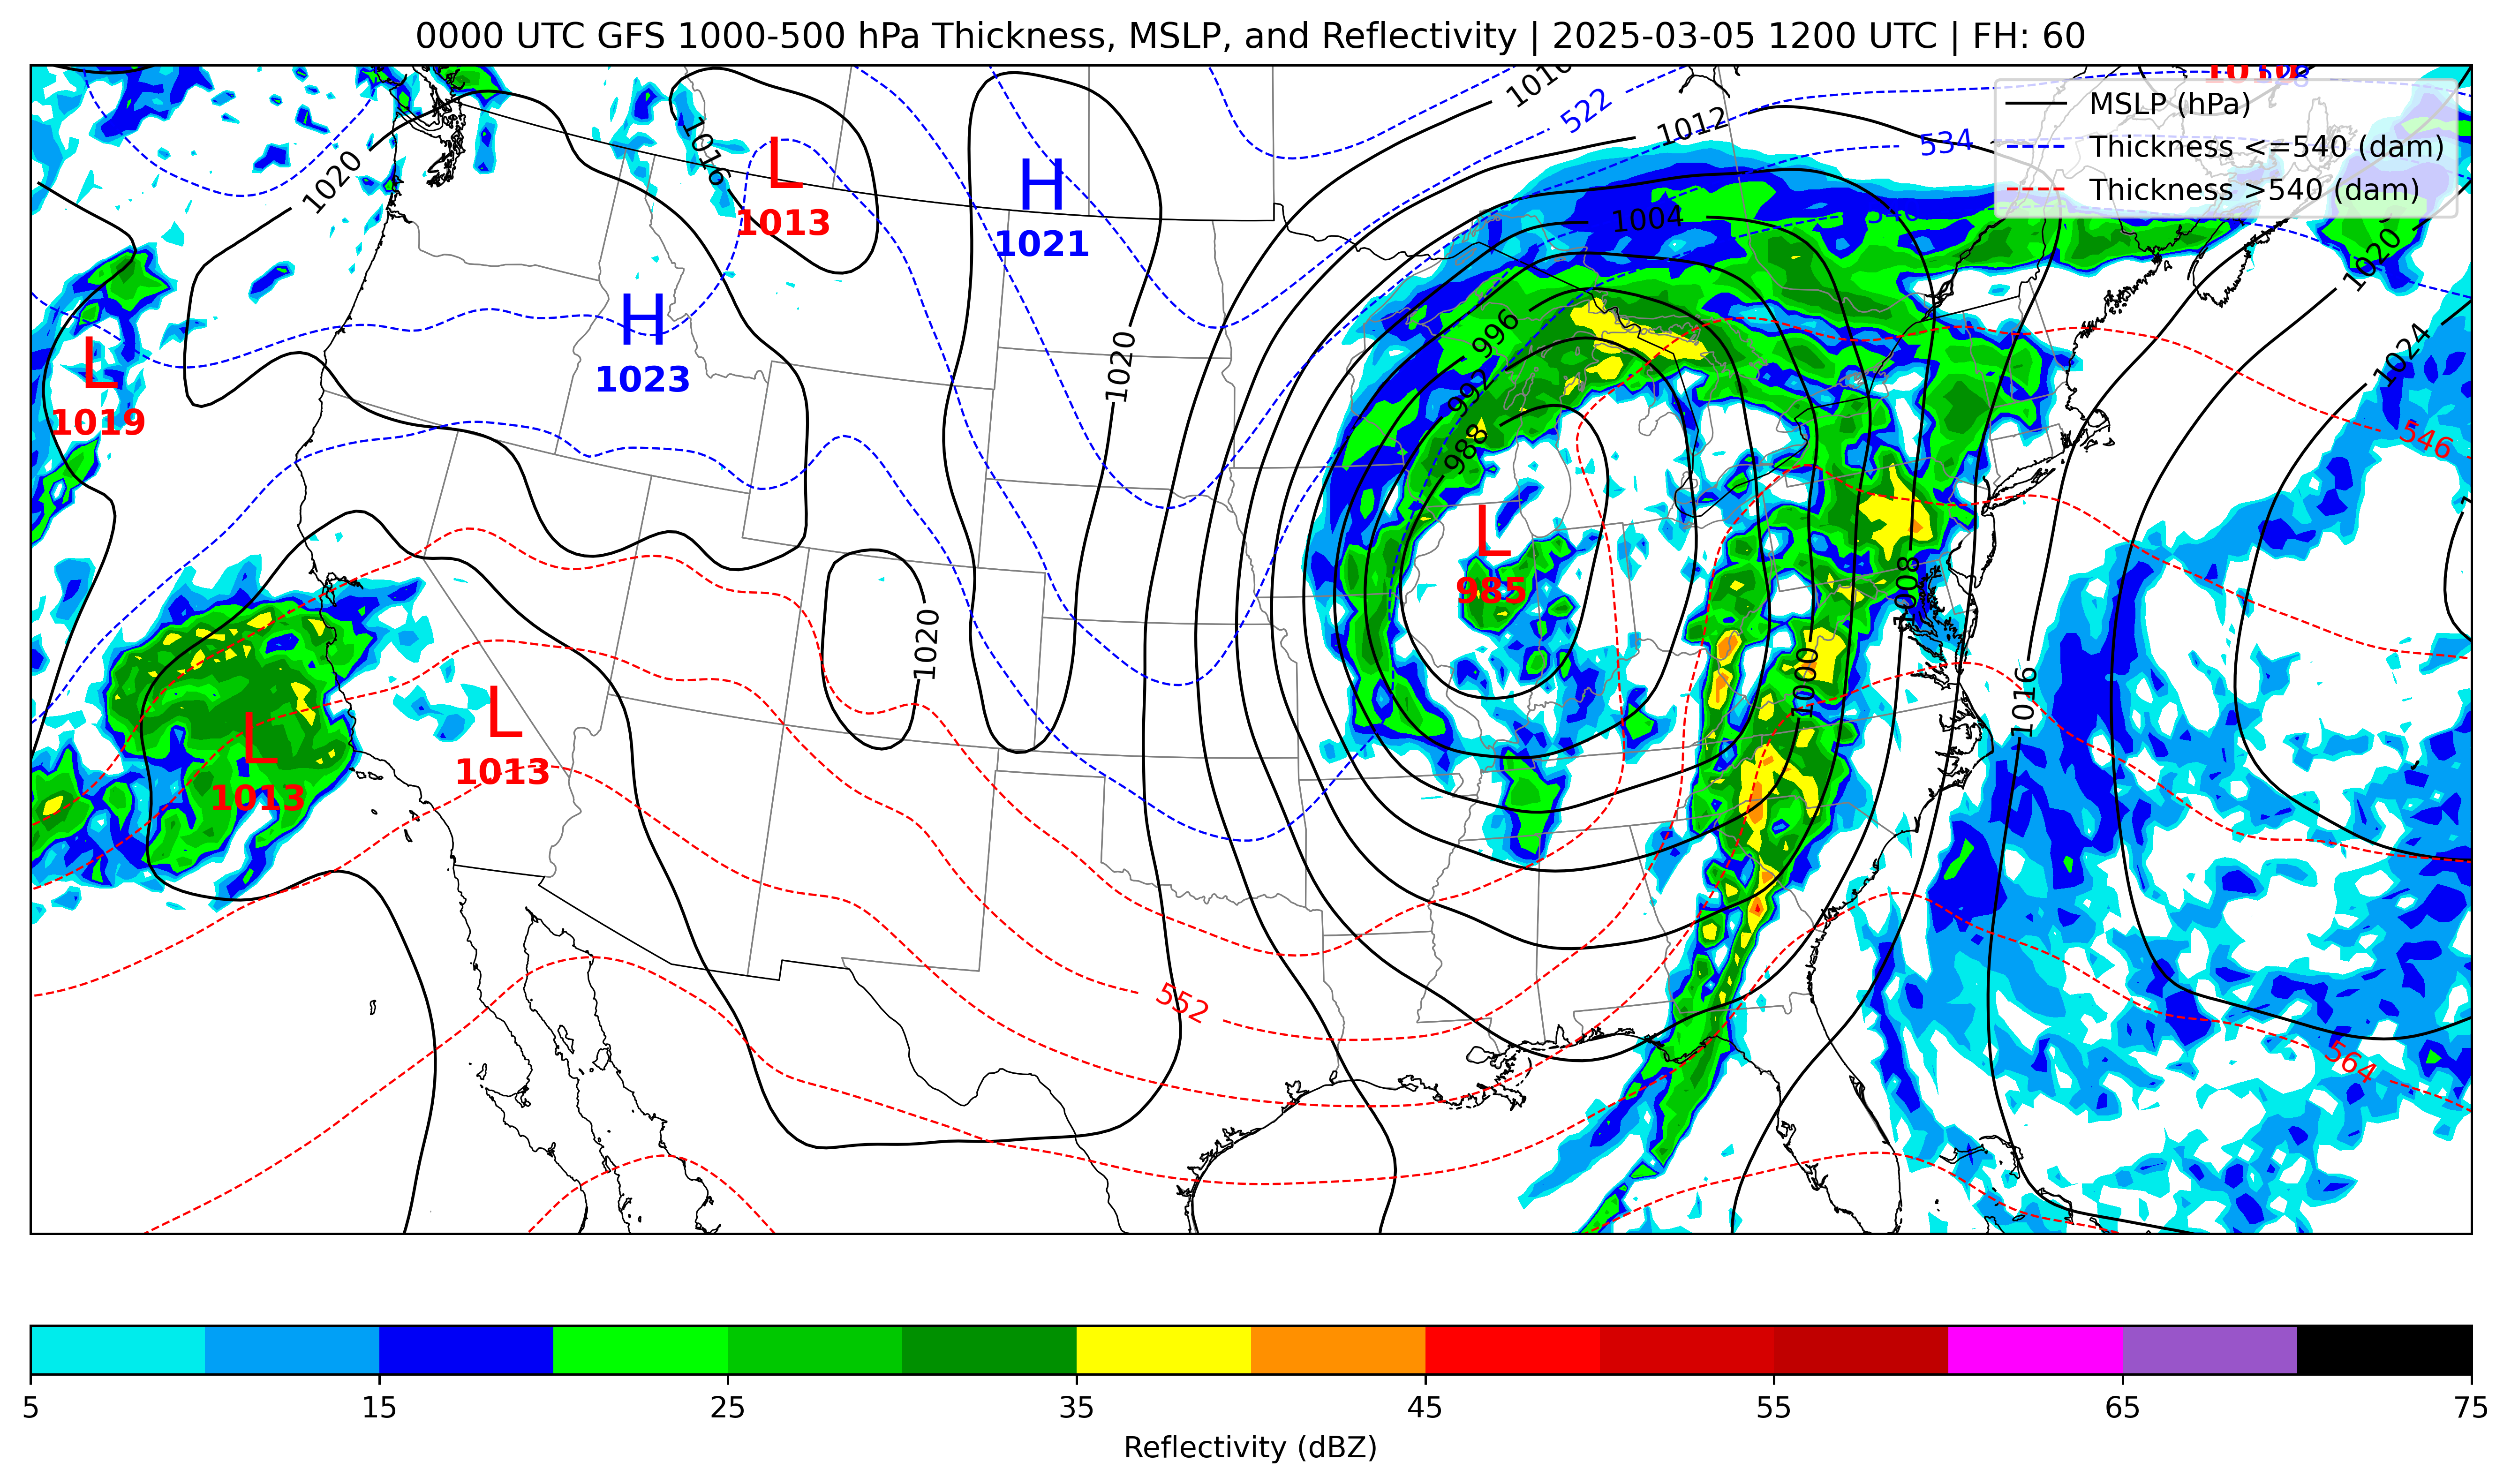 0000 UTC GFS 1000-500 hPa Thickness, MSLP, and Reflectivity | 2025-03-05 1200 UTC | FH: 60
MSLP (hPa)
Thickness <=540 (dam)
Thickness >540 (dam)
1016
522
1012
534
1020
1016
L
1013
H
1021
1004
1020
H
1023
1020
996
1024
L
1019
992
546
988
L
985
1008
1020
1000
1016
L
1013
L
1013
552
564
5 15 25 35 45 55 65 75
Reflectivity (dBZ)